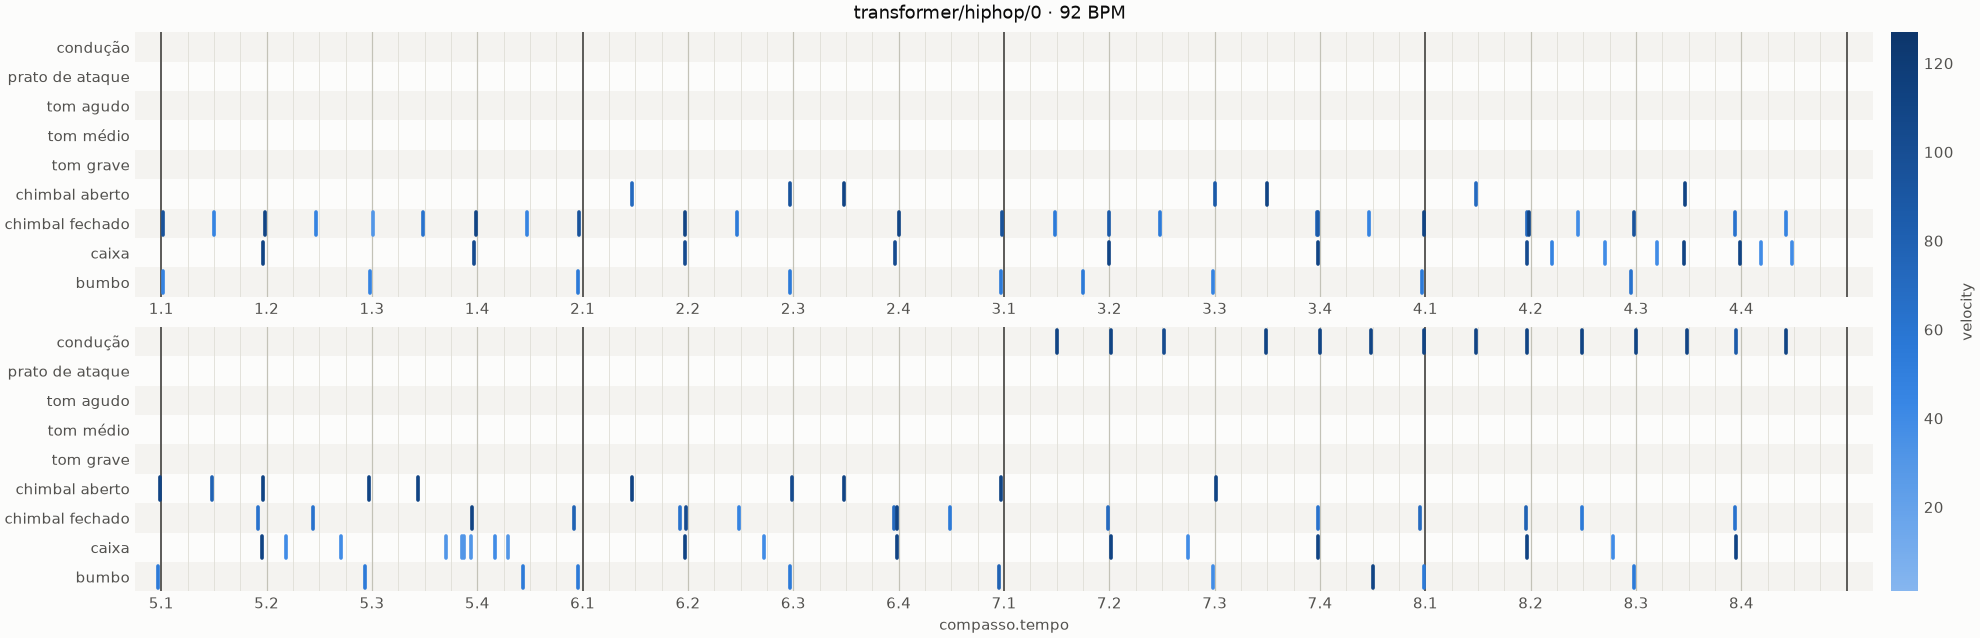 transformer/hiphop/0 · 92 BPM
condução
prato de ataque
tom agudo
tom médio
tom grave
chimbal aberto
chimbal fechado
caixa
bumbo
1.1 1.2 1.3 1.4 2.1 2.2 2.3 2.4 3.1 3.2 3.3 3.4 4.1 4.2 4.3 4.4
condução
prato de ataque
tom agudo
tom médio
tom grave
chimbal aberto
chimbal fechado
caixa
bumbo
5.1 5.2 5.3 5.4 6.1 6.2 6.3 6.4 7.1 7.2 7.3 7.4 8.1 8.2 8.3 8.4
compasso.tempo
120
100
80
60
40
20
velocity